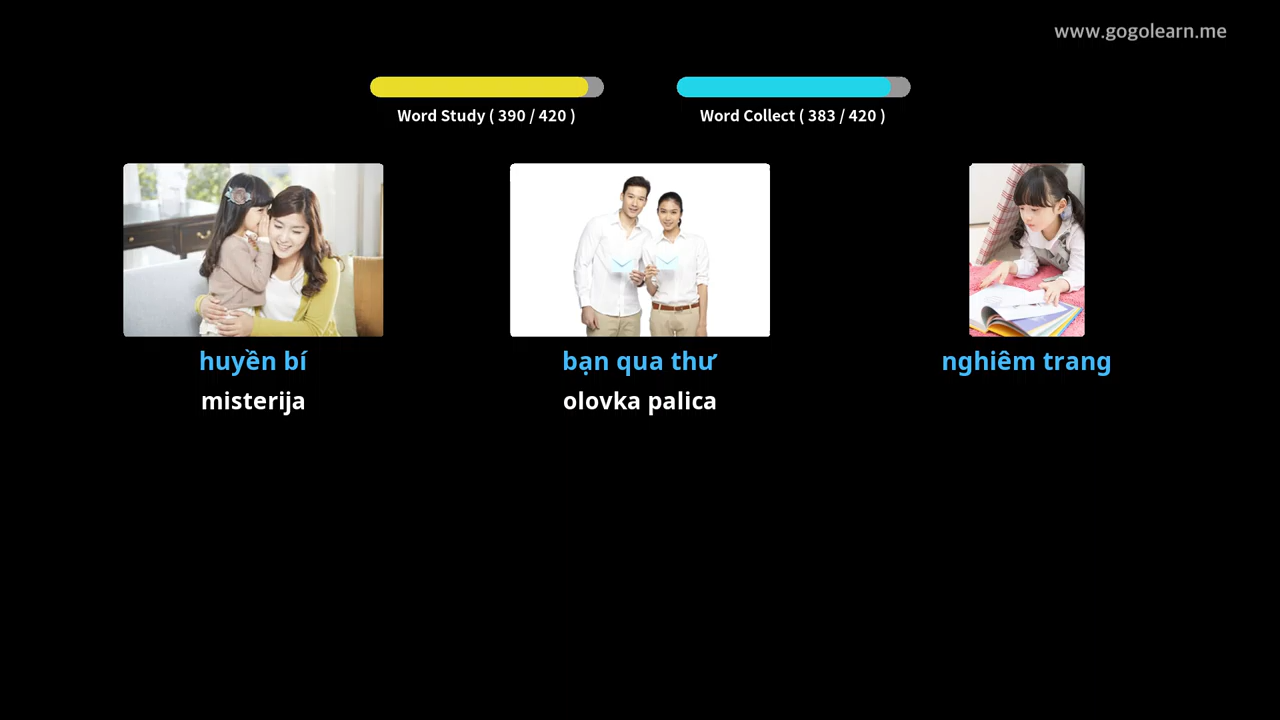 www.gogolearn.me
Word Study ( 390 / 420 )
Word Collect ( 383 / 420 )
huyền bí
bạn qua thư
nghiêm trang
misterija
olovka palica